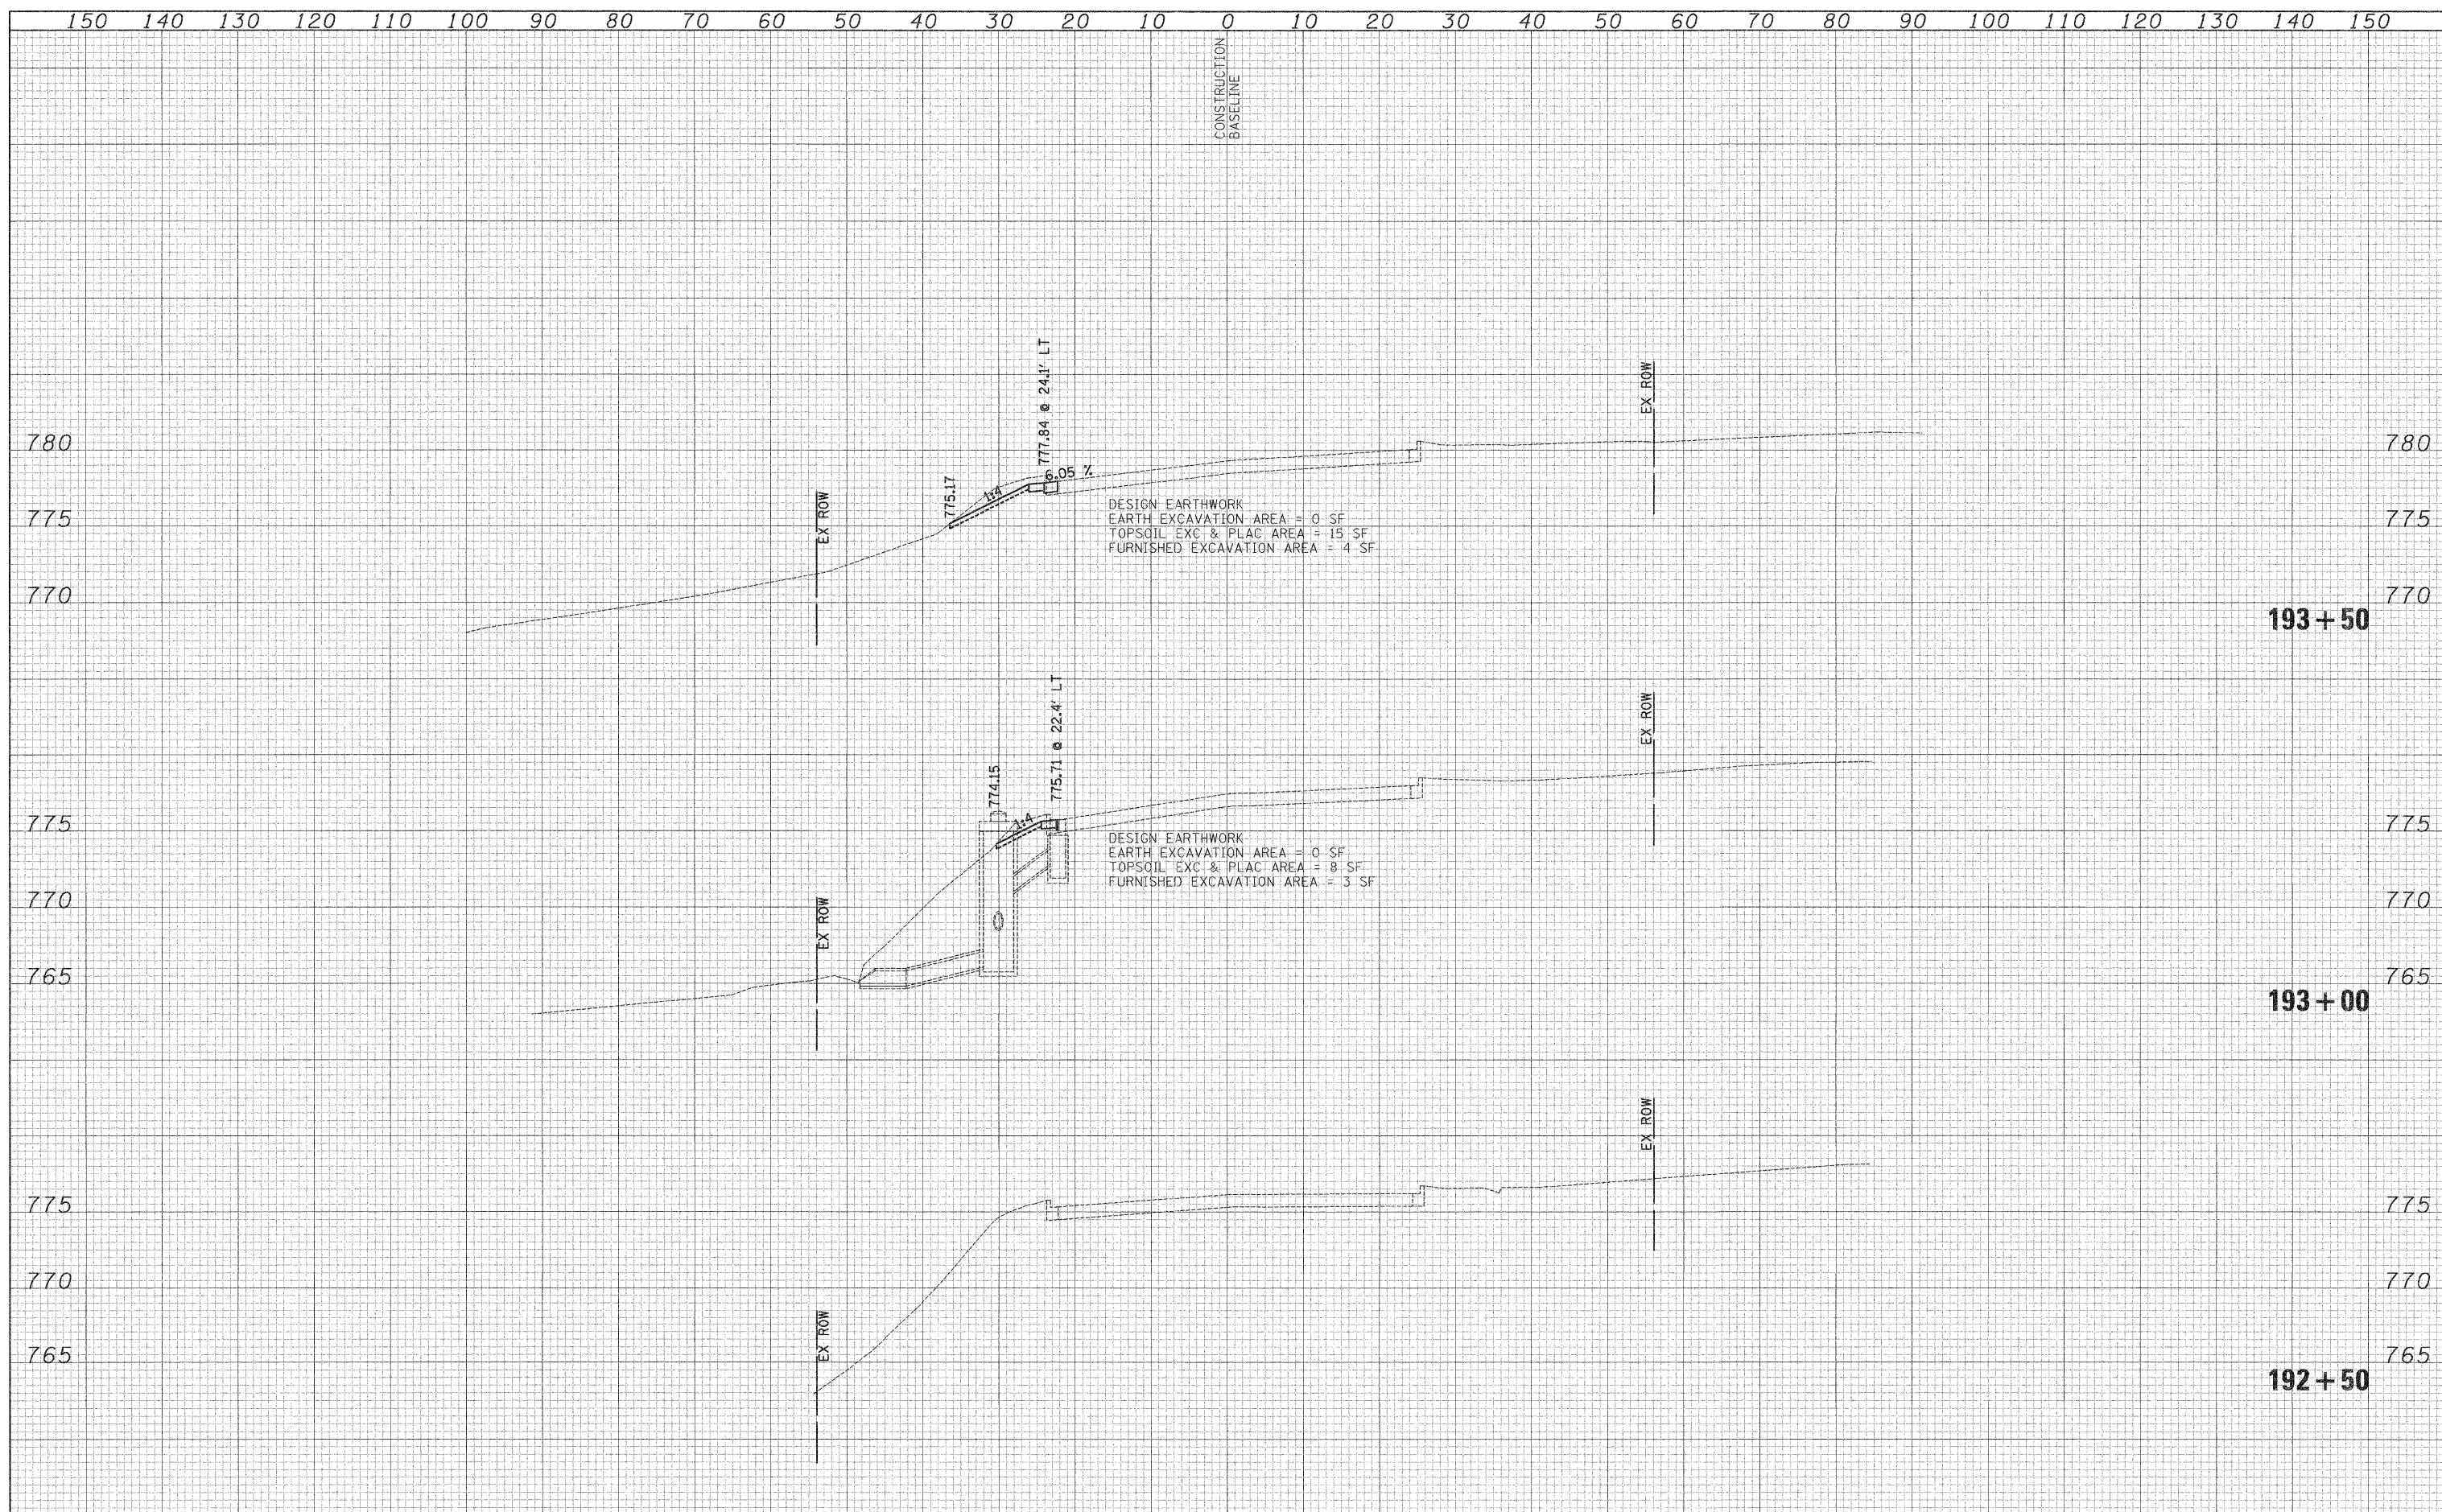 150 140 130 120 110 100 90 80 70 60 50 40 30 20 10 0 10 20 30 40 50 60 70 80 90 100 110 120 130 140 150
CONSTRUCTION
BASELINE
777.84 @ 24.1' LT
EX ROW
780
780
6.05 %
775.17
1:4
EX ROW
DESIGN EARTHWORK
EARTH EXCAVATION AREA = 0 SF
TOPSOIL EXC & PLAC AREA = 15 SF
FURNISHED EXCAVATION AREA = 4 SF
775
775
770
770
193+50
775.71 @ 22.4' LT
EX ROW
774.15
1:4
775
775
DESIGN EARTHWORK
EARTH EXCAVATION AREA = 0 SF
TOPSOIL EXC & PLAC AREA = 8 SF
FURNISHED EXCAVATION AREA = 3 SF
770
770
EX ROW
765
765
193+00
EX ROW
775
775
770
770
EX ROW
765
765
192+50